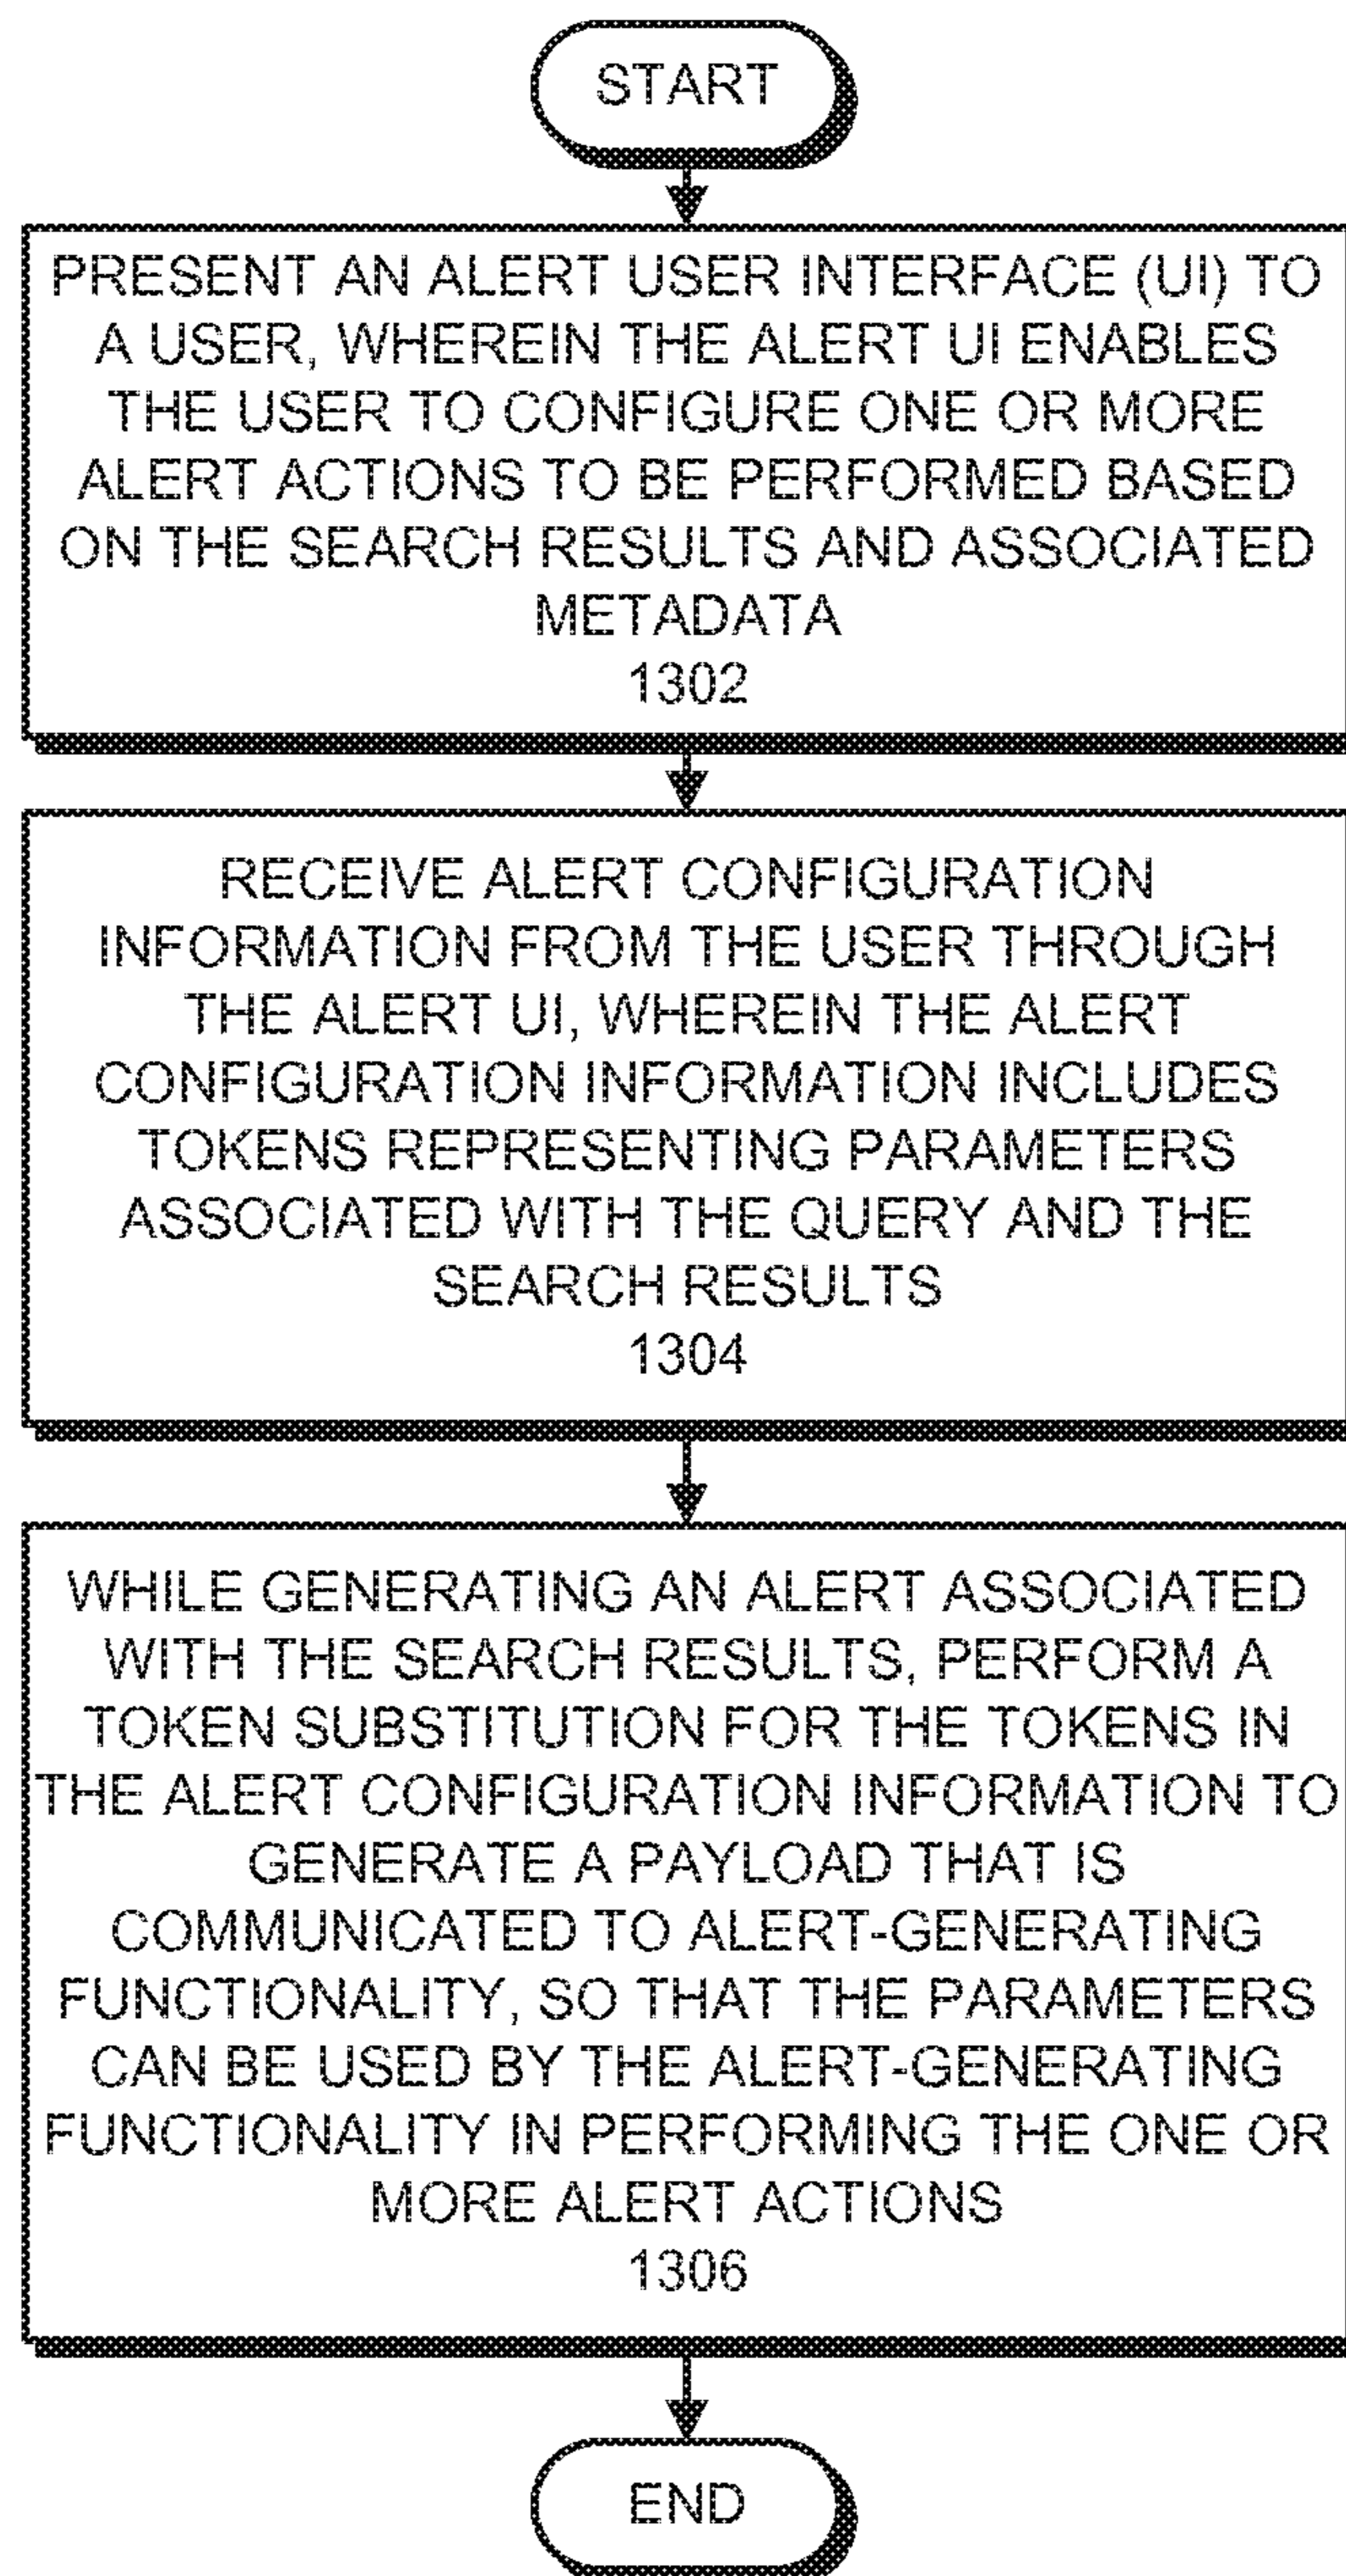 START
PRESENT AN ALERT USER INTERFACE (UI) TO
A USER, WHEREIN THE ALERT UI ENABLES
THE USER TO CONFIGURE ONE OR MORE
ALERT ACTIONS TO BE PERFORMED BASED
ON THE SEARCH RESULTS AND ASSOCIATED
METADATA
1302
RECEIVE ALERT CONFIGURATION
INFORMATION FROM THE USER THROUGH
THE ALERT UI, WHEREIN THE ALERT
CONFIGURATION INFORMATION INCLUDES
TOKENS REPRESENTING PARAMETERS
ASSOCIATED WITH THE QUERY AND THE
SEARCH RESULTS
1304
WHILE GENERATING AN ALERT ASSOCIATED
WITH THE SEARCH RESULTS, PERFORM A
TOKEN SUBSTITUTION FOR THE TOKENS IN
THE ALERT CONFIGURATION INFORMATION TO
GENERATE A PAYLOAD THAT IS
COMMUNICATED TO ALERT-GENERATING
FUNCTIONALITY, SO THAT THE PARAMETERS
CAN BE USED BY THE ALERT-GENERATING
FUNCTIONALITY IN PERFORMING THE ONE OR
MORE ALERT ACTIONS
1306
END